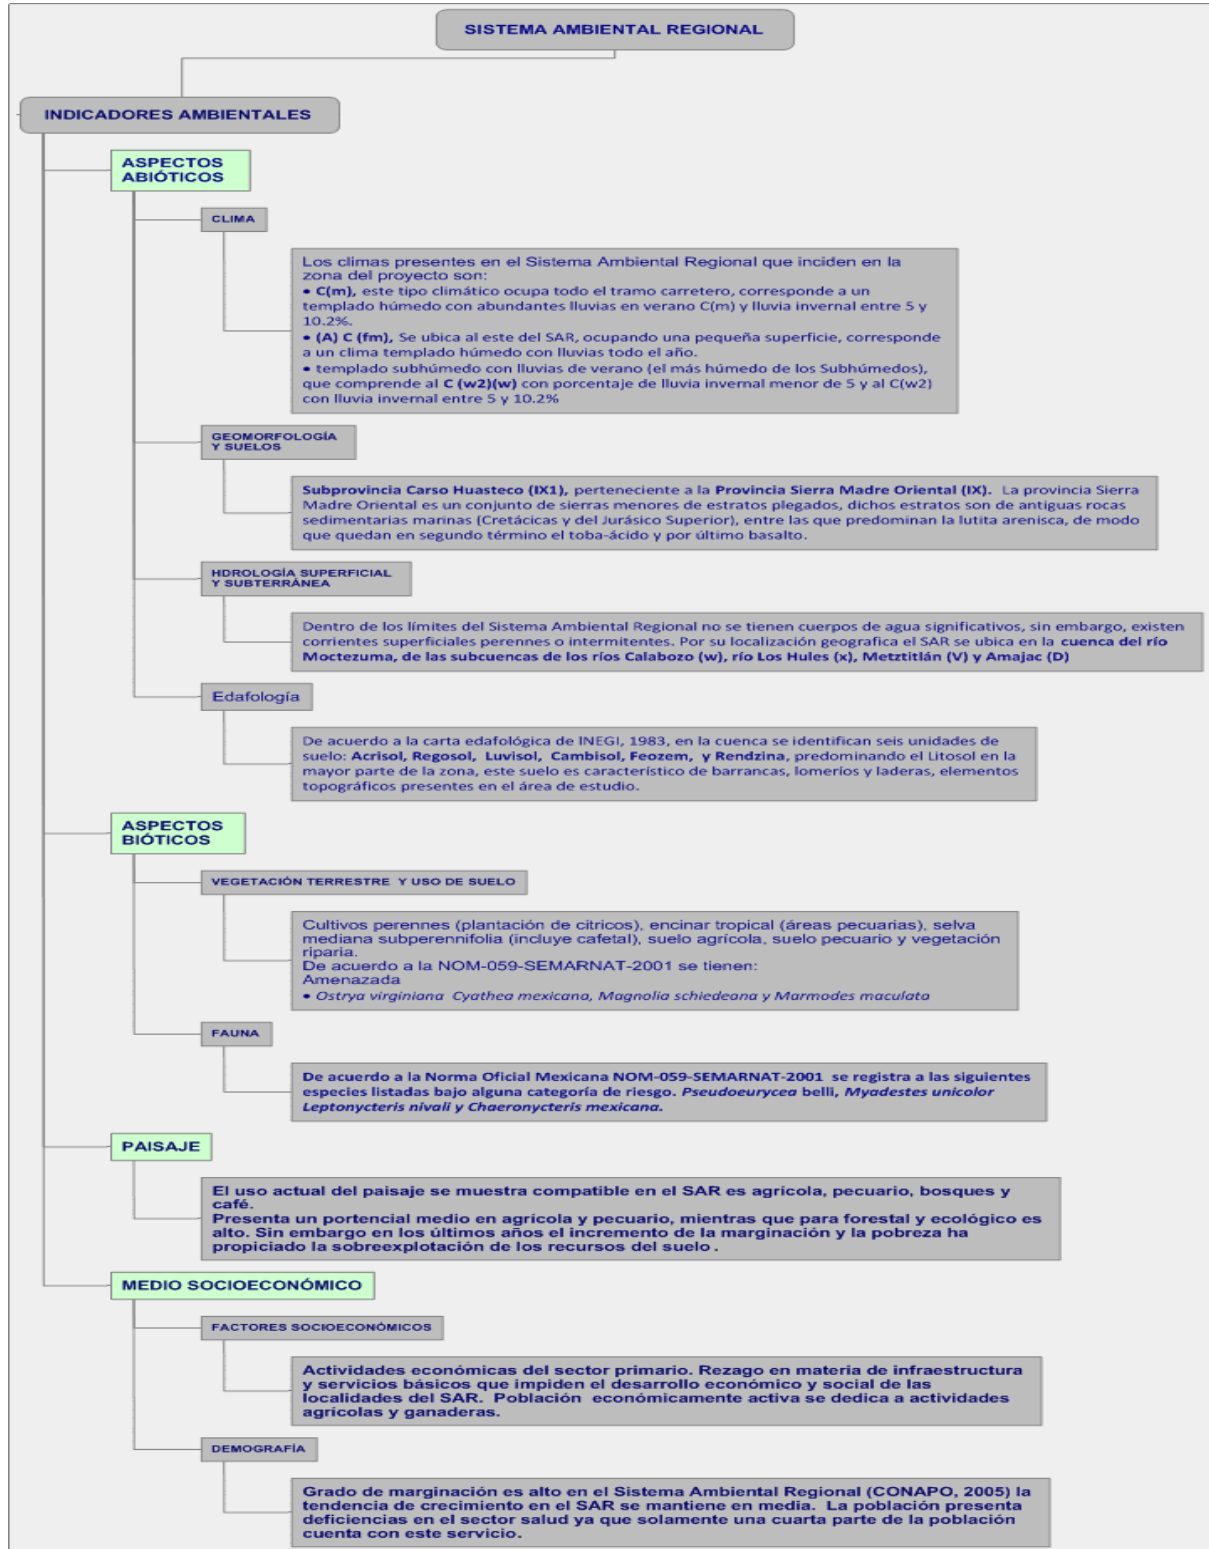 SISTEMA AMBIENTAL REGIONAL
INDICADORES AMBIENTALES
ASPECTOS
ABIÓTICOS
CLIMA
Los climas presentes en el Sistema Ambiental Regional que inciden en la
zona del proyecto son:
• C(m), este tipo climático ocupa todo el tramo carretero, corresponde a un
templado húmedo con abundantes lluvias en verano C(m) y lluvia invernal entre 5 y
10.2%.
• (A) C (fm), Se ubica al este del SAR, ocupando una pequeña superficie, corresponde
a un clima templado húmedo con lluvias todo el año.
• templado subhúmedo con lluvias de verano (el más húmedo de los Subhúmedos),
que comprende al C (w2)(w) con porcentaje de lluvia invernal menor de 5 y al C(w2)
con lluvia invernal entre 5 y 10.2%
GEOMORFOLOGÍA
Y SUELOS
Subprovincia Carso Huasteco (IX1), perteneciente a la Provincia Sierra Madre Oriental (IX). La provincia Sierra
Madre Oriental es un conjunto de sierras menores de estratos plegados, dichos estratos son de antiguas rocas
sedimentarias marinas (Cretácicas y del Jurásico Superior), entre las que predominan la lutita arenisca, de modo
que quedan en segundo término el toba-ácido y por último basalto.
HDROLOGÍA SUPERFICIAL
Y SUBTERRÁNEA
Dentro de los límites del Sistema Ambiental Regional no se tienen cuerpos de agua significativos, sin embargo, existen
corrientes superficiales perennes o intermitentes. Por su localización geografica el SAR se ubica en la cuenca del río
Moctezuma, de las subcuencas de los ríos Calabozo (w), río Los Hules (x), Metztitlán (V) y Amajac (D)
Edafología
De acuerdo a la carta edafológica de INEGI, 1983, en la cuenca se identifican seis unidades de
suelo: Acrisol, Regosol, Luvisol, Cambisol, Feozem, y Rendzina, predominando el Litosol en la
mayor parte de la zona, este suelo es característico de barrancas, lomeríos y laderas, elementos
topográficos presentes en el área de estudio.
ASPECTOS
BIÓTICOS
VEGETACIÓN TERRESTRE Y USO DE SUELO
Cultivos perennes (plantación de citricos), encinar tropical (áreas pecuarias), selva
mediana subperennifolia (incluye cafetal), suelo agrícola, suelo pecuario y vegetación
riparia.
De acuerdo a la NOM-059-SEMARNAT-2001 se tienen:
Amenazada
• Ostrya virginiana Cyathea mexicana, Magnolia schiedeana y Marmodes maculata
FAUNA
De acuerdo a la Norma Oficial Mexicana NOM-059-SEMARNAT-2001 se registra a las siguientes
especies listadas bajo alguna categoría de riesgo. Pseudoeurycea belli, Myadestes unicolor
Leptonycteris nivali y Chaeronycteris mexicana.
PAISAJE
El uso actual del paisaje se muestra compatible en el SAR es agrícola, pecuario, bosques y
café.
Presenta un portencial medio en agrícola y pecuario, mientras que para forestal y ecológico es
alto. Sin embargo en los últimos años el incremento de la marginación y la pobreza ha
propiciado la sobreexplotación de los recursos del suelo .
MEDIO SOCIOECONÓMICO
FACTORES SOCIOECONÓMICOS
Actividades económicas del sector primario. Rezago en materia de infraestructura
y servicios básicos que impiden el desarrollo económico y social de las
localidades del SAR. Población económicamente activa se dedica a actividades
agrícolas y ganaderas.
DEMOGRAFÍA
Grado de marginación es alto en el Sistema Ambiental Regional (CONAPO, 2005) la
tendencia de crecimiento en el SAR se mantiene en media. La población presenta
deficiencias en el sector salud ya que solamente una cuarta parte de la población
cuenta con este servicio.